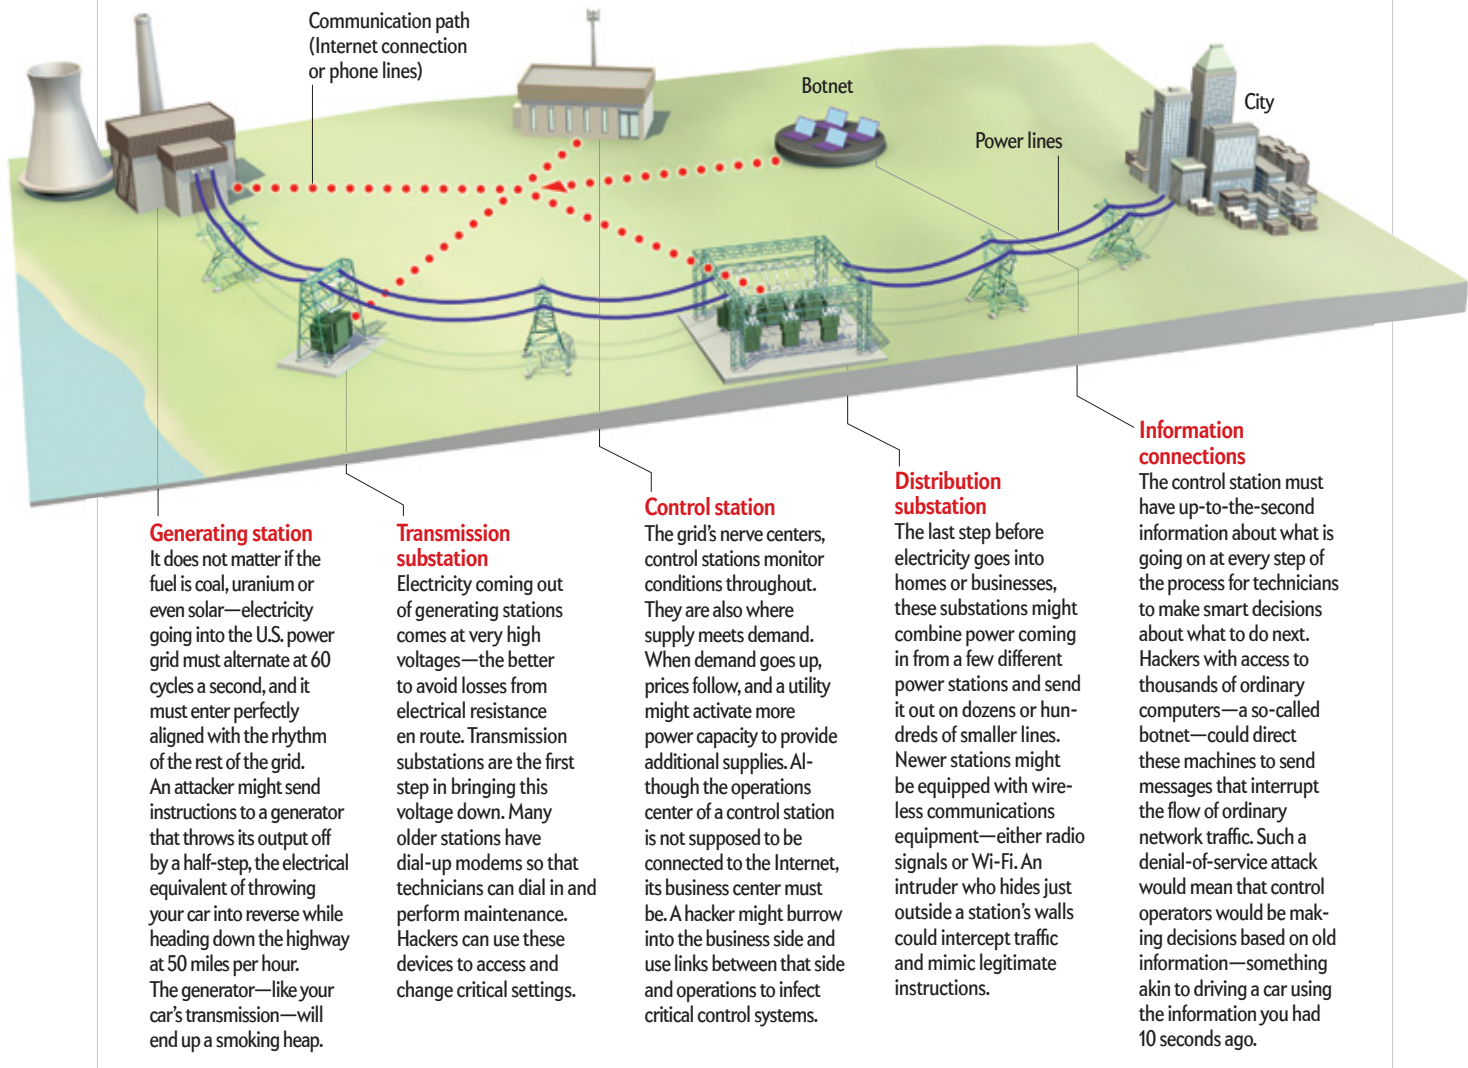 Communication path
(Internet connection
or phone lines)
Botnet
City
Power lines
Generating station
It does not matter if the
fuel is coal, uranium or
even solar—electricity
going into the U.S. power
grid must alternate at 60
cycles a second, and it
must enter perfectly
aligned with the rhythm
of the rest of the grid.
An attacker might send
instructions to a generator
that throws its output off
by a half-step, the electrical
equivalent of throwing
your car into reverse while
heading down the highway
at 50 miles per hour.
The generator—like your
car’s transmission—will
end up a smoking heap.
Transmission
substation
Electricity coming out
of generating stations
comes at very high
voltages—the better
to avoid losses from
electrical resistance
en route. Transmission
substations are the first
step in bringing this
voltage down. Many
older stations have
dial-up modems so that
technicians can dial in and
perform maintenance.
Hackers can use these
devices to access and
change critical settings.
Control station
The grid’s nerve centers,
control stations monitor
conditions throughout.
They are also where
supply meets demand.
When demand goes up,
prices follow, and a utility
might activate more
power capacity to provide
additional supplies. Al-
though the operations
center of a control station
is not supposed to be
connected to the Internet,
its business center must
be. A hacker might burrow
into the business side and
use links between that side
and operations to infect
critical control systems.
Distribution
substation
The last step before
electricity goes into
homes or businesses,
these substations might
combine power coming
in from a few different
power stations and send
it out on dozens or hun-
dreds of smaller lines.
Newer stations might
be equipped with wire-
less communications
equipment—either radio
signals or Wi-Fi. An
intruder who hides just
outside a station’s walls
could intercept traffic
and mimic legitimate
instructions.
Information
connections
The control station must
have up-to-the-second
information about what is
going on at every step of
the process for technicians
to make smart decisions
about what to do next.
Hackers with access to
thousands of ordinary
computers—a so-called
botnet—could direct
these machines to send
messages that interrupt
the flow of ordinary
network traffic. Such a
denial-of-service attack
would mean that control
operators would be mak-
ing decisions based on old
information—something
akin to driving a car using
the information you had
10 seconds ago.